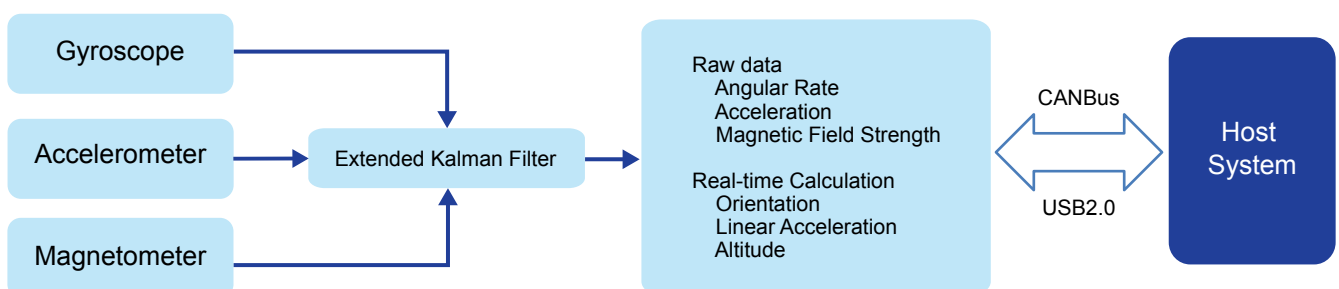 Gyroscope
Accelerometer
Magnetometer
Extended Kalman Filter
Raw data
Angular Rate
Acceleration
Magnetic Field Strength
Real-time Calculation
Orientation
Linear Acceleration
Altitude
CANBus
USB2.0
Host
System